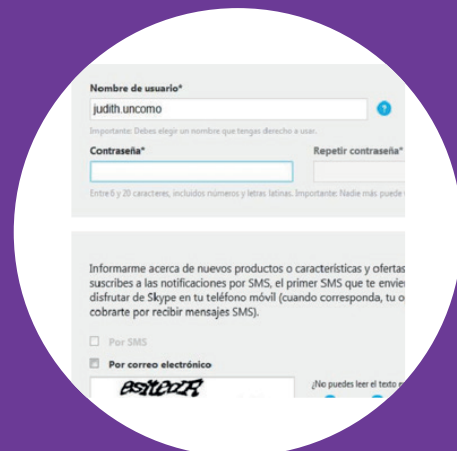 Nombre de usuario*
judith.uncomo
?
Importante: Debes elegir un nombre que tengas derecho a usar.
Contraseña* Repetir contraseña*
Entre 6 y 20 caracteres, incluidos números y letras latinas. Importante: Nadie más puede
Informarme acerca de nuevos productos o características y ofertas
suscribes a las notificaciones por SMS, el primer SMS que te envíe
disfrutar de Skype en tu teléfono móvil (cuando corresponda, tu o
cobrarte por recibir mensajes SMS).
Por SMS
Por correo electrónico
¿No puedes leer el texto